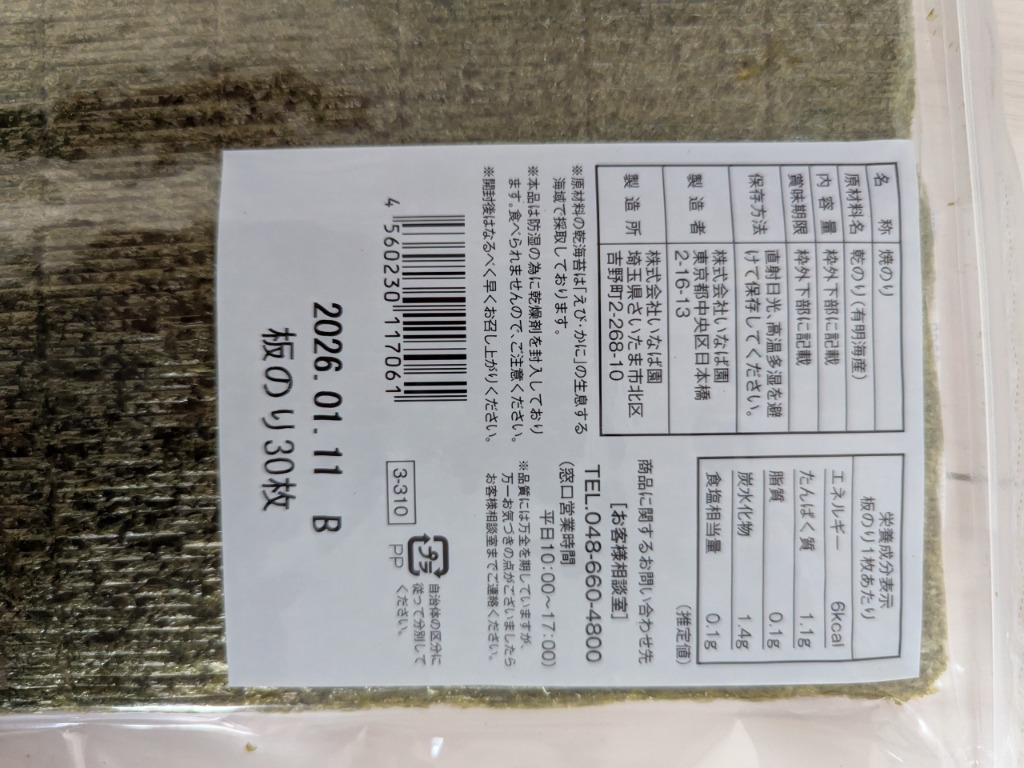 名称 焼のり
原材料名 乾のり(有明海産)
内容量 枠外下部に記載
賞味期限 枠外下部に記載
保存方法 直射日光、高温多湿を避
けて保存してください。
製造者 株式会社いなば園
東京都中央区日本橋
2-16-13
製造所 株式会社いなば園
埼玉県さいたま市北区
吉野町2-268-10
※原材料の乾海苔は「えび・かに」の生息する
海域で採取しております。
※本品は防湿の為に乾燥剤を封入しており
ます。食べられませんので、ご注意ください。
※開封後はなるべく早くお召し上がりください。
4 560230 117061
2026.01.11 B
板のり30枚
栄養成分表示
板のり1枚あたり
エネルギー 6kcal
たんぱく質 1.1g
脂質 0.1g
炭水化物 1.4g
食塩相当量 0.1g
(推定値)
商品に関するお問い合わせ先
[お客様相談室]
TEL.048-660-4800
(窓口営業時間
平日10:00～17:00)
※品質には万全を期していますが、
万一お気づきの点がございましたら
お客様相談室までご連絡ください。
3-310
プラ
PP
自治体の区分に
従って分別して
ください。